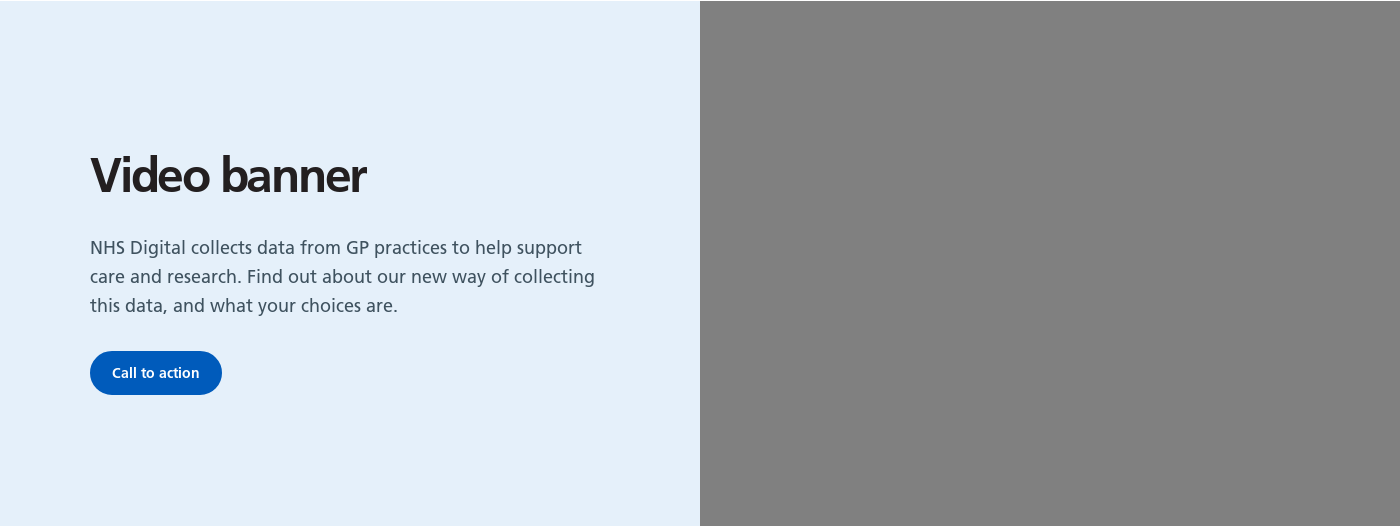 Video banner
NHS Digital collects data from GP practices to help support
care and research. Find out about our new way of collecting
this data, and what your choices are.
Call to action